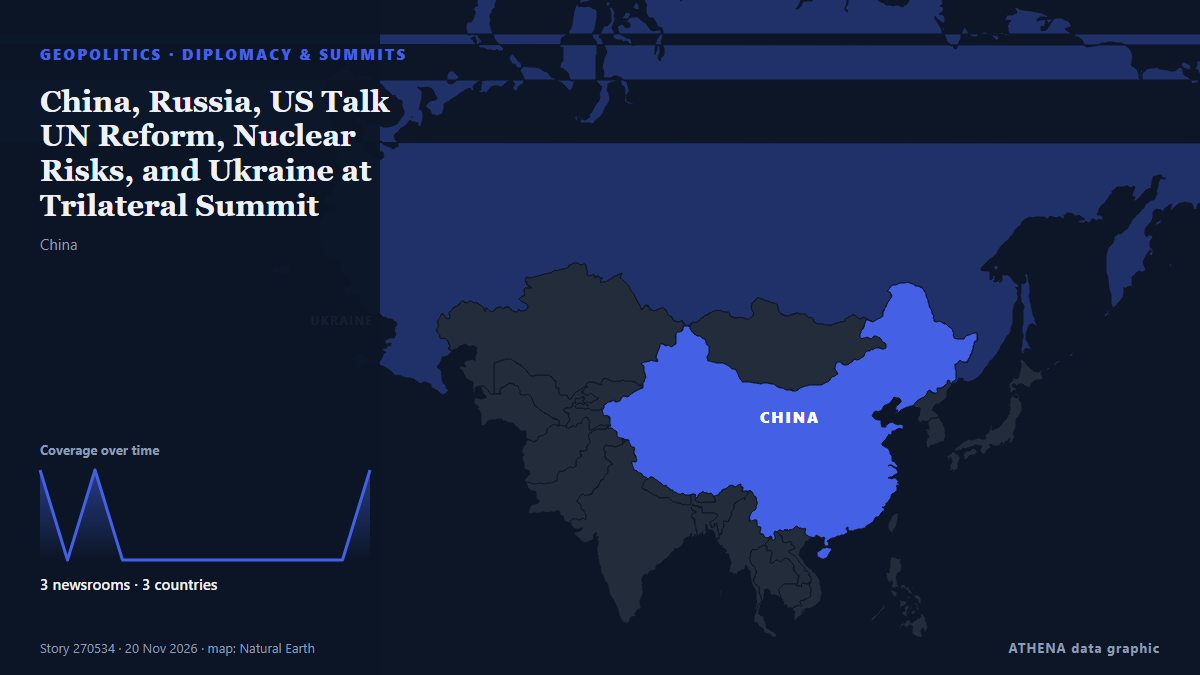 GEOPOLITICS · DIPLOMACY & SUMMITS
China, Russia, US Talk
UN Reform, Nuclear
Risks, and Ukraine at
Trilateral Summit
China
UKRAINE
CHINA
Coverage over time
3 newsrooms · 3 countries
Story 270534 · 20 Nov 2026 · map: Natural Earth
ATHENA data graphic